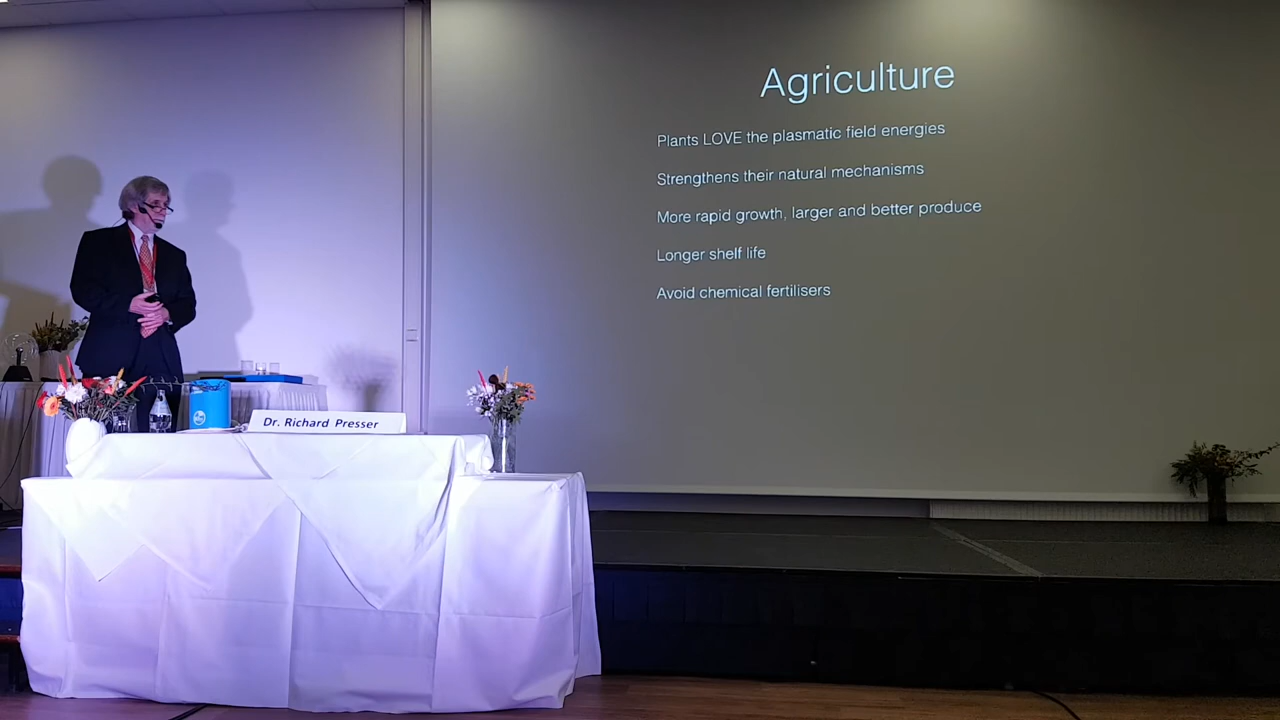 Agriculture
Plants LOVE the plasmatic field energies
Strengthens their natural mechanisms
More rapid growth, larger and better produce
Longer shelf life
Avoid chemical fertilisers
Dr. Richard Presser